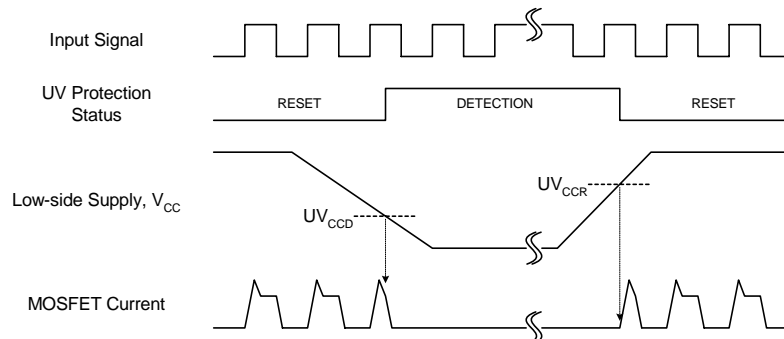 Input Signal
UV Protection
Status
RESET
DETECTION
RESET
Low-side Supply, VCC
UVCCD
UVCCR
MOSFET Current